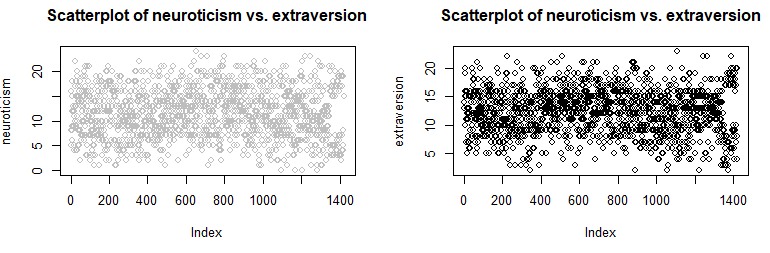 Scatterplot of neuroticism vs. extraversion
neuroticism
20
15
10
5
0
0 200 400 600 800 1000 1400
Index
Scatterplot of neuroticism vs. extraversion
extraversion
20
15
10
5
0 200 400 600 800 1000 1400
Index